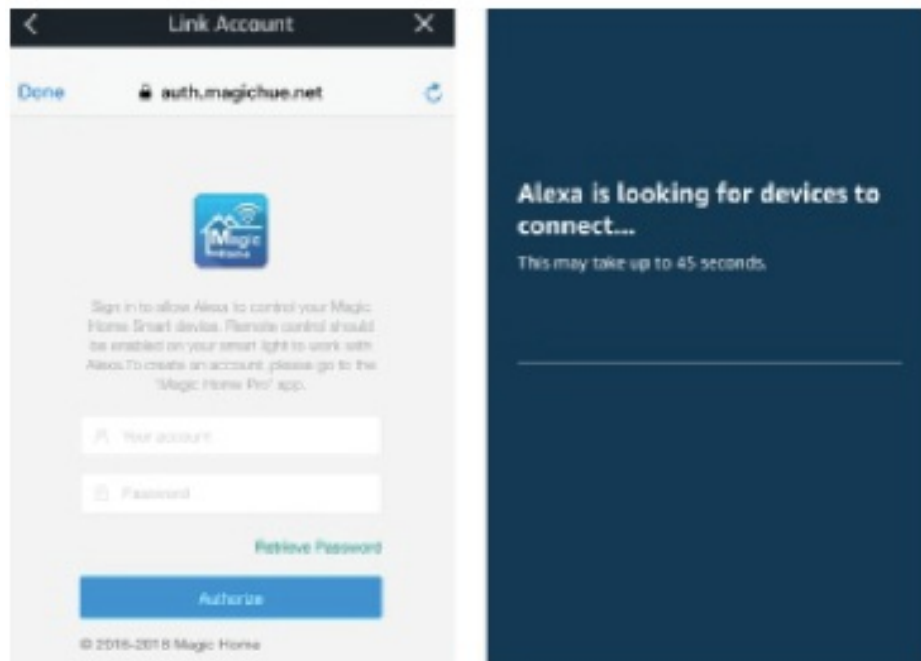 Link Account
Done auth.magichue.net
Magic
Home
Sign in to allow Alexa to control your Magic
Home Smart device. Remote control should
be enabled on your smart light to work with
Alexa.To create an account, please go to the
"Magic Home Pro" app.
Your account
Password
Retrieve Password
Authorize
© 2016-2018 Magic Home
Alexa is looking for devices to
connect...
This may take up to 45 seconds.